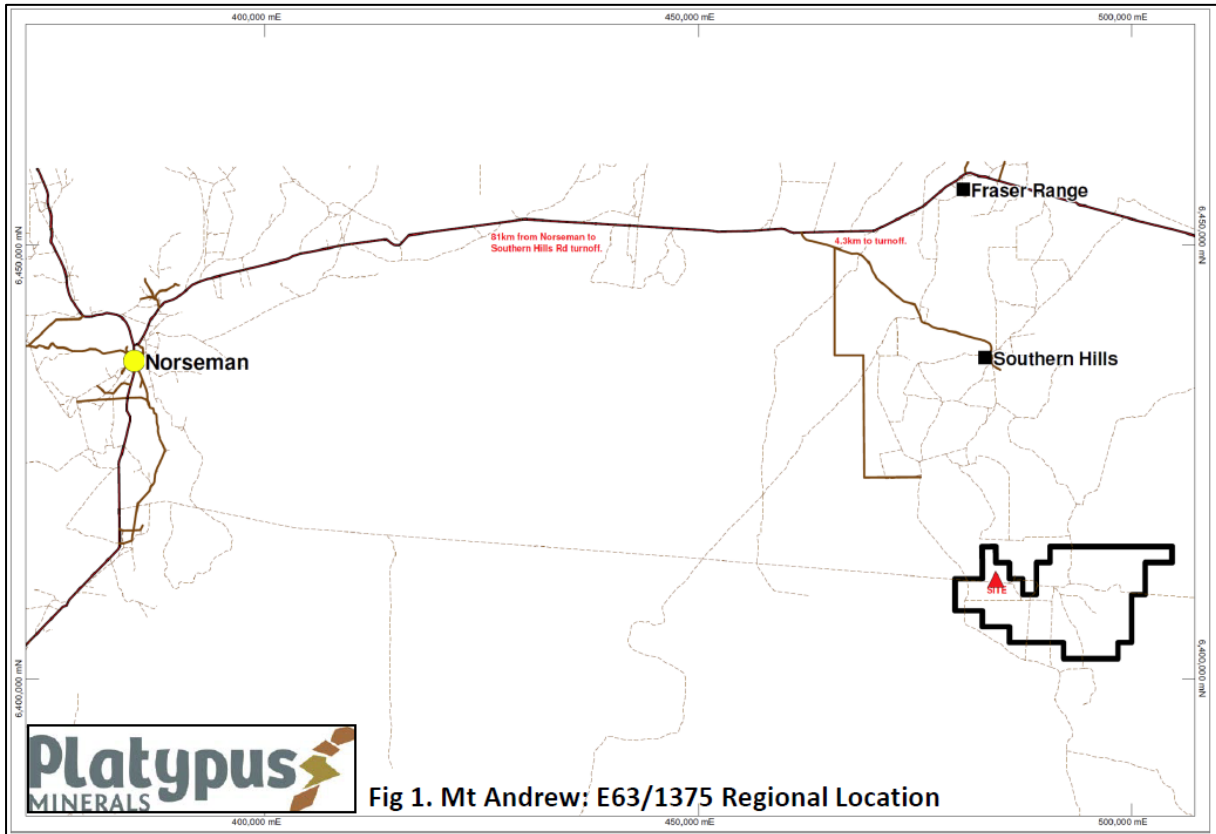 400,000 mE
450,000 mE
500,000 mE
Fraser Range
6,450,000 mN
6,450,000 mN
81km from Norseman to
Southern Hills Rd turnoff.
4.3km to turnoff.
Norseman
Southern Hills
SITE
6,400,000 mN
6,400,000 mN
Platypus
MINERALS
Fig 1. Mt Andrew: E63/1375 Regional Location
400,000 mE
450,000 mE
500,000 mE